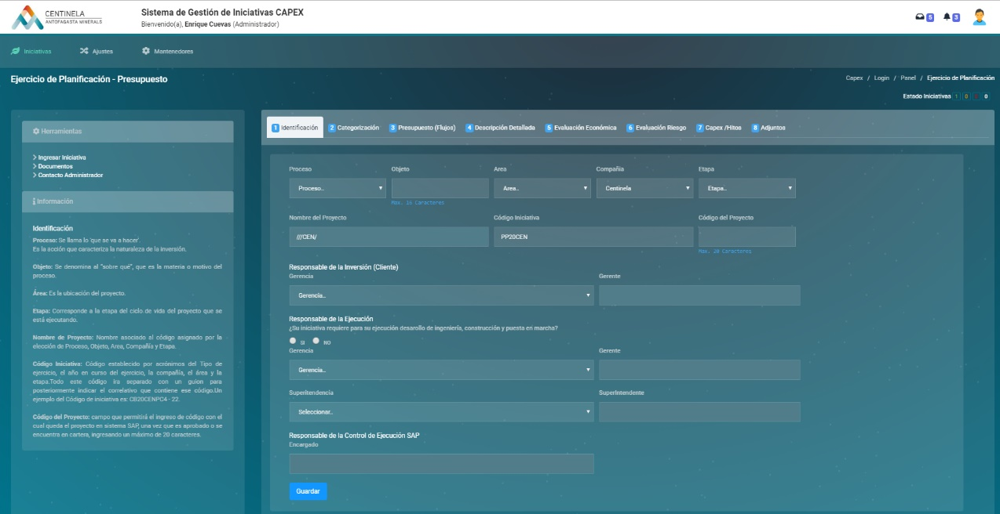 CENTINELA
ANTOFAGASTA MINERALS
Sistema de Gestión de Iniciativas CAPEX
Bienvenido(a), Enrique Cuevas (Administrador)
5
3
Iniciativas
Ajustes
Mantenedores
Ejercicio de Planificación - Presupuesto
Capex / Login / Panel / Ejercicio de Planificación
Estado Iniciativas 1 0 0
Herramientas
Ingresar Iniciativa
Documentos
Contacto Administrador
Información
Identificación
Proceso: Se llama lo 'que se va a hacer'.
Es la acción que caracteriza la naturaleza de la inversión.
Objeto: Se denomina al "sobre qué", que es la materia o motivo del
proceso.
Área: Es la ubicación del proyecto.
Etapa: Corresponde a la etapa del ciclo de vida del proyecto que se
está ejecutando.
Nombre de Proyecto: Nombre asociado al código asignado por la
elección de Proceso, Objeto, Area, Compañía y Etapa.
Código Iniciativa: Código establecido por acrónimos del Tipo de
ejercicio, el año en curso del ejercicio, la compañía, el área y la
etapa.Todo este código ira separado con un guion para
posteriormente indicar el correlativo que contiene ese código.Un
ejemplo del Código de iniciativa es: CB20CENPC4 - 22.
Código del Proyecto: campo que permitirá el ingreso de código con el
cual queda el proyecto en sistema SAP, una vez que es aprobado o se
encuentra en cartera, ingresando un máximo de 20 caracteres.
1 Identificación
2 Categorización
3 Presupuesto (Flujos)
4 Descripción Detallada
5 Evaluación Económica
6 Evaluación Riesgo
7 Capex /Hitos
8 Adjuntos
Proceso
Objeto
Area
Compañia
Etapa
Proceso..
Area..
Centinela
Etapa..
Max. 16 Caracteres
Nombre del Proyecto
Código Iniciativa
Código del Proyecto
///CEN/
PP20CEN
Max. 20 Caracteres
Responsable de la Inversión (Cliente)
Gerencia
Gerente
Gerencia..
Responsable de la Ejecución
¿Su iniciativa requiere para su ejecución desarollo de ingeniería, construcción y puesta en marcha?
SI
NO
Gerencia
Gerente
Gerencia..
Superitendencia
SuperIntendente
Seleccionar..
Responsable de la Control de Ejecución SAP
Encargado
Guardar